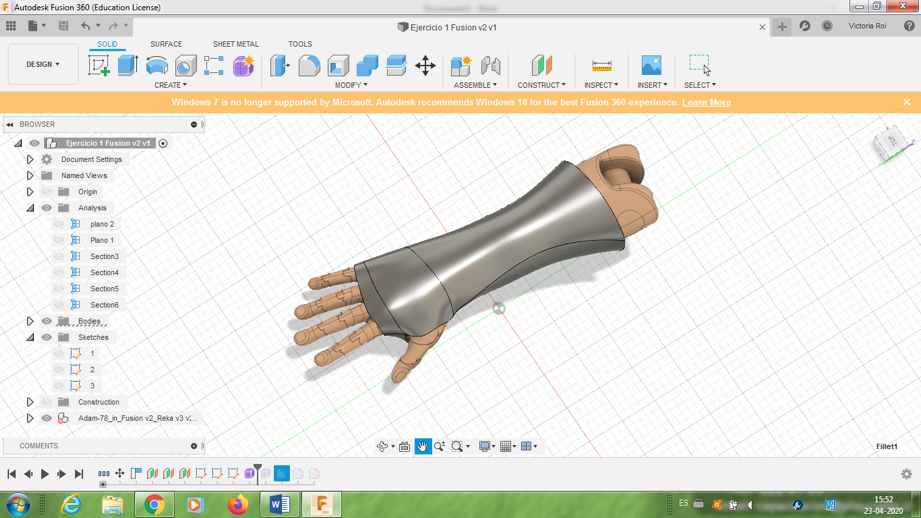 Autodesk Fusion 360 (Education License)
Ejercicio 1 Fusion v2 v1
Victoria Roi
SOLID SURFACE SHEET METAL TOOLS
DESIGN
CREATE MODIFY ASSEMBLE CONSTRUCT INSPECT INSERT SELECT
Windows 7 is no longer supported by Microsoft. Autodesk recommends Windows 10 for the best Fusion 360 experience. Learn More
BROWSER
Ejercicio 1 Fusion v2 v1
Document Settings
Named Views
Origin
Analysis
plano 2
Plano 1
Section3
Section4
Section5
Section6
Bodies
Sketches
1
2
3
Construction
Adam-78_in_Fusion v2_Reka v3 v2...
COMMENTS
Fillet1
ES
15:52
23-04-2020